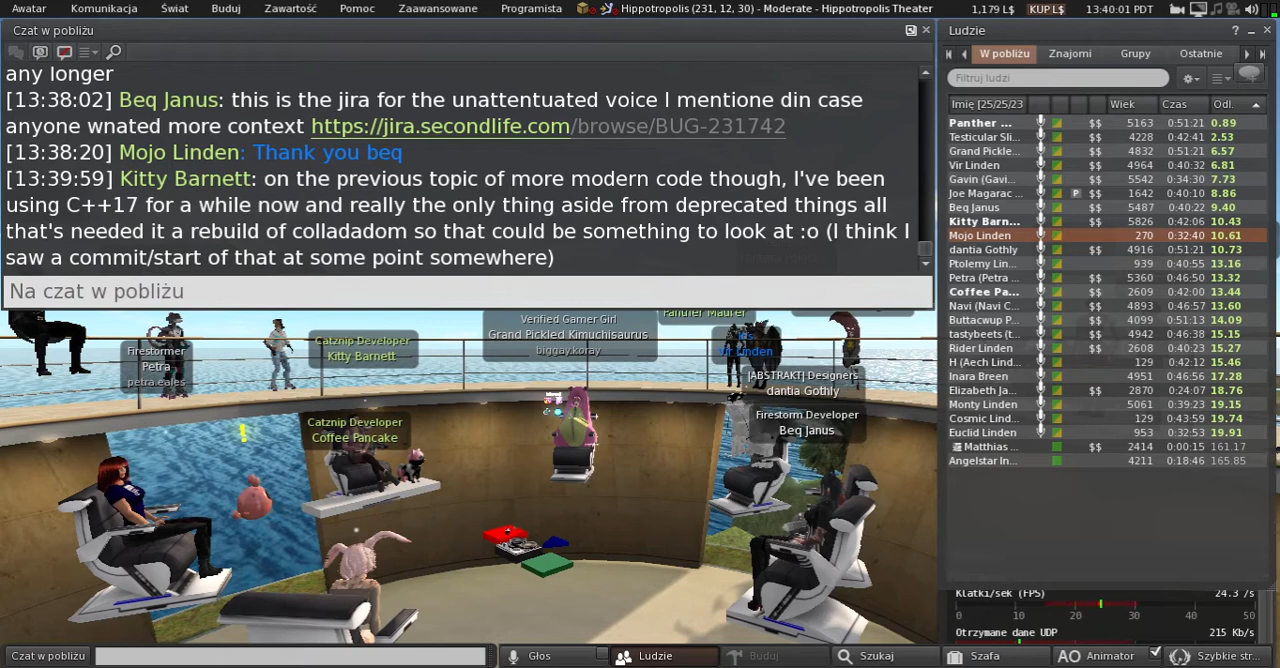 Awatar Komunikacja Świat Buduj Zawartość Pomoc Zaawansowane Programista Hippotropolis (231, 12, 30) - Moderate - Hippotropolis Theater 1,179 L$ KUP L$ 13:40:01 PDT
Czat w pobliżu
any longer
[13:38:02] Beq Janus: this is the jira for the unattentuated voice I mentione din case
anyone wnated more context https://jira.secondlife.com/browse/BUG-231742
[13:38:20] Mojo Linden: Thank you beq
[13:39:59] Kitty Barnett: on the previous topic of more modern code though, I've been
using C++17 for a while now and really the only thing aside from deprecated things all
that's needed it a rebuild of colladadom so that could be something to look at :o (I think I
saw a commit/start of that at some point somewhere)
Na czat w pobliżu
Firestormer
Petra
petra.eales
Catznip Developer
Kitty Barnett
Verified Gamer Girl
Grand Pickled Kimuchisaurus
biggay.koray
Panther Maurer
Vir Linden
|ABSTRAKT| Designers
dantia Gothly
Catznip Developer
Coffee Pancake
Firestorm Developer
Beq Janus
Ludzie
W pobliżu Znajomi Grupy Ostatnie
Filtruj ludzi
Imię [25/25/23 Wiek Czas Odl.
Panther ... 5163 0:51:21 0.89
Testicular Sli... 4228 0:42:41 2.53
Grand Pickle... 4832 0:51:21 6.57
Vir Linden 4964 0:40:32 6.81
Gavin (Gavi... 5542 0:34:30 7.73
Joe Magarac ... P $$ 1642 0:40:10 8.86
Beq Janus $$ 5487 0:40:22 9.40
Kitty Barn... $$ 5826 0:42:06 10.43
Mojo Linden 270 0:32:40 10.61
dantia Gothly $$ 4916 0:51:21 10.73
Ptolemy Lin... 939 0:40:55 13.16
Petra (Petra ... $$ 5360 0:46:50 13.32
Coffee Pa... $$ 2609 0:42:00 13.44
Navi (Navi C... $$ 4893 0:46:57 13.60
Buttacwup P... $$ 4099 0:51:13 14.09
tastybeets (t... $$ 4942 0:46:38 15.15
Rider Linden $$ 2608 0:40:23 15.27
H (Aech Lind... 129 0:42:12 15.46
Inara Breen 4951 0:46:56 17.28
Elizabeth Ja... $$ 2870 0:24:07 18.76
Monty Linden 5061 0:39:23 19.15
Cosmic Lind... 129 0:43:59 19.74
Euclid Linden 953 0:32:53 19.91
Matthias ... $$ 2414 0:00:15 161.17
Angelstar In... 4211 0:18:46 165.85
Klatki/sek (FPS) 24.3 /s
0 10 20 30 40 50
Otrzymane dane UDP 215 Kb/s
Czat w pobliżu Głos Ludzie Buduj Szukaj Szafa AO Animator Szybkie str...